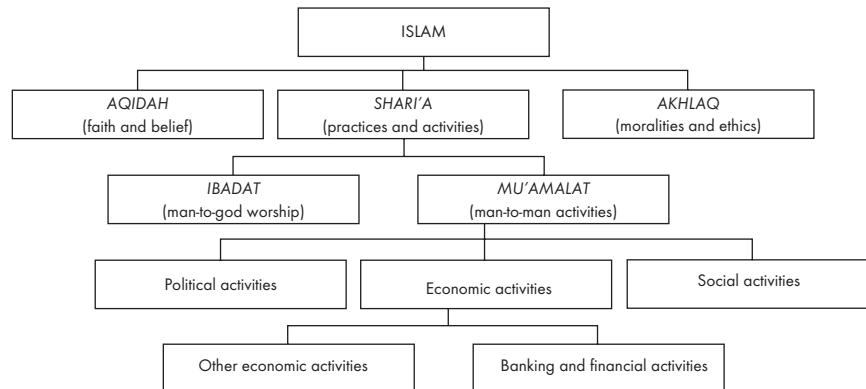 ISLAM
AQIDAH
(faith and belief)
SHARI’A
(practices and activities)
AKHLAQ
(moralities and ethics)
IBADAT
(man-to-god worship)
MU’AMALAT
(man-to-man activities)
Political activities
Economic activities
Social activities
Other economic activities
Banking and financial activities